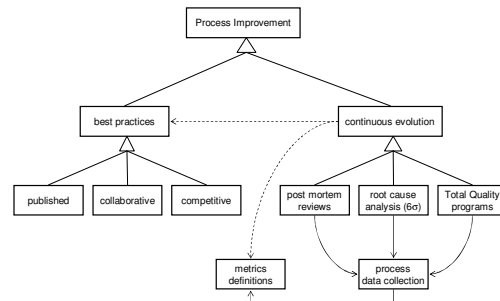 Process Improvement
best practices
continuous evolution
published
collaborative
competitive
post mortem
reviews
root cause
analysis (6σ)
Total Quality
programs
metrics
definitions
process
data collection